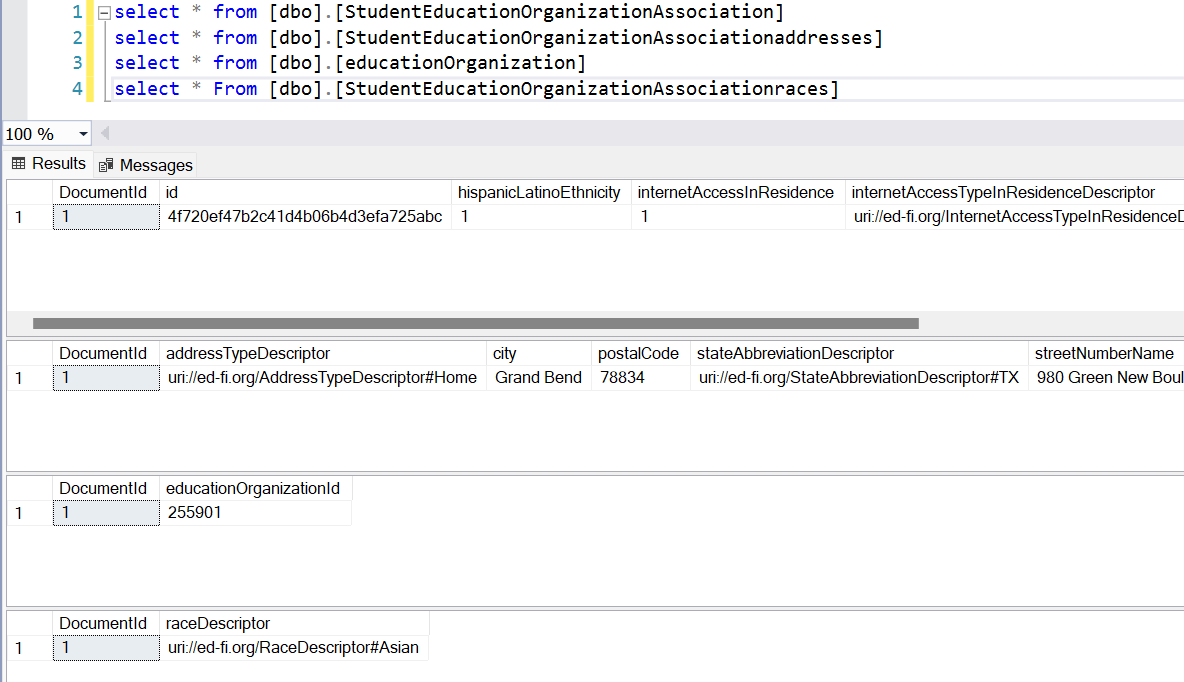 1 select * from [dbo].[StudentEducationOrganizationAssociation]
2 select * from [dbo].[StudentEducationOrganizationAssociationaddresses]
3 select * from [dbo].[educationOrganization]
4 select * From [dbo].[StudentEducationOrganizationAssociationraces]
100 %
Results Messages
DocumentId id hispanicLatinoEthnicity internetAccessInResidence internetAccessTypeInResidenceDescriptor
1 1 4f720ef47b2c41d4b06b4d3efa725abc 1 1 uri://ed-fi.org/InternetAccessTypeInResidenceD
DocumentId addressTypeDescriptor city postalCode stateAbbreviationDescriptor streetNumberName
1 1 uri://ed-fi.org/AddressTypeDescriptor#Home Grand Bend 78834 uri://ed-fi.org/StateAbbreviationDescriptor#TX 980 Green New Boul
DocumentId educationOrganizationId
1 1 255901
DocumentId raceDescriptor
1 1 uri://ed-fi.org/RaceDescriptor#Asian